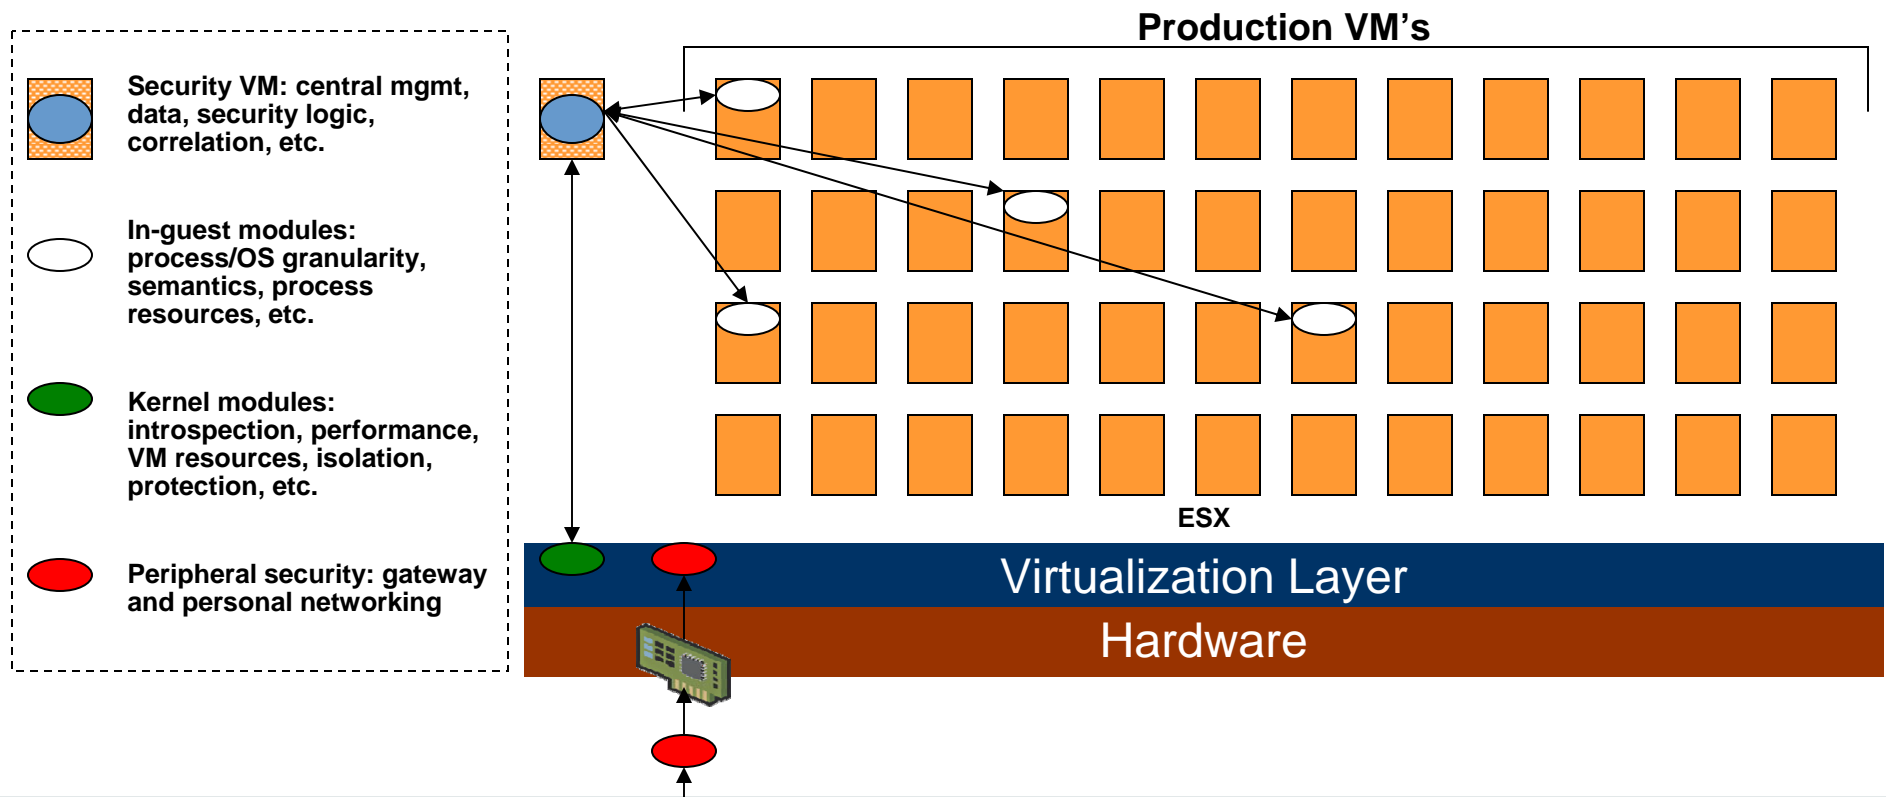 Production VM's
Security VM: central mgmt,
data, security logic,
correlation, etc.
In-guest modules:
process/OS granularity,
semantics, process
resources, etc.
Kernel modules:
introspection, performance,
VM resources, isolation,
protection, etc.
Peripheral security: gateway
and personal networking
ESX
Virtualization Layer
Hardware